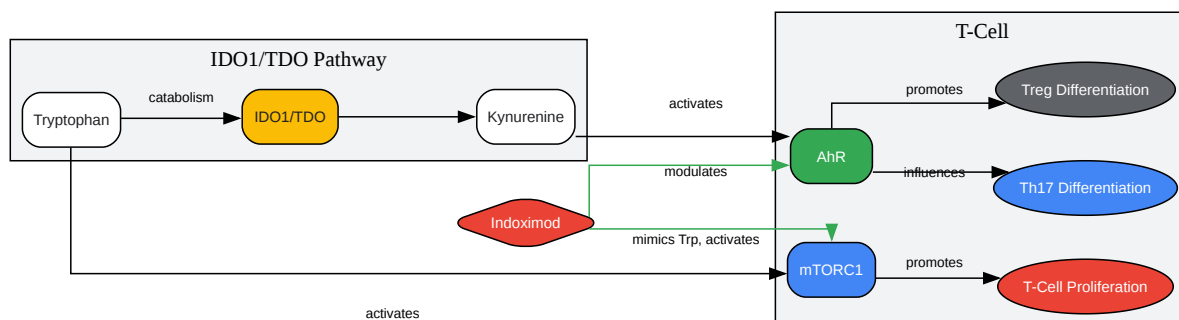 T-Cell
IDO1/TDO Pathway
Tryptophan
catabolism
IDO1/TDO
Kynurenine
activates
AhR
promotes
Treg Differentiation
influences
Th17 Differentiation
modulates
Indoximod
mimics Trp, activates
mTORC1
promotes
T-Cell Proliferation
activates